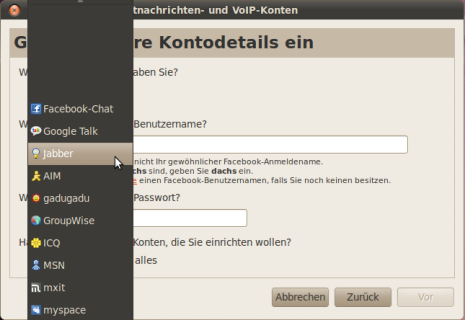 tnachrichten- und VoIP-Konten
G re Kontodetails ein
W aben Sie?
Facebook-Chat
Google Talk
W Benutzername?
Jabber
nicht Ihr gewöhnlicher Facebook-Anmeldename.
chs sind, geben Sie dachs ein.
AIM
e einen Facebook-Benutzernamen, falls Sie noch keinen besitzen.
gadugadu
W Passwort?
GroupWise
ICQ
Ha Konten, die Sie einrichten wollen?
MSN
alles
mxit
Abbrechen Zurück Vor
myspace